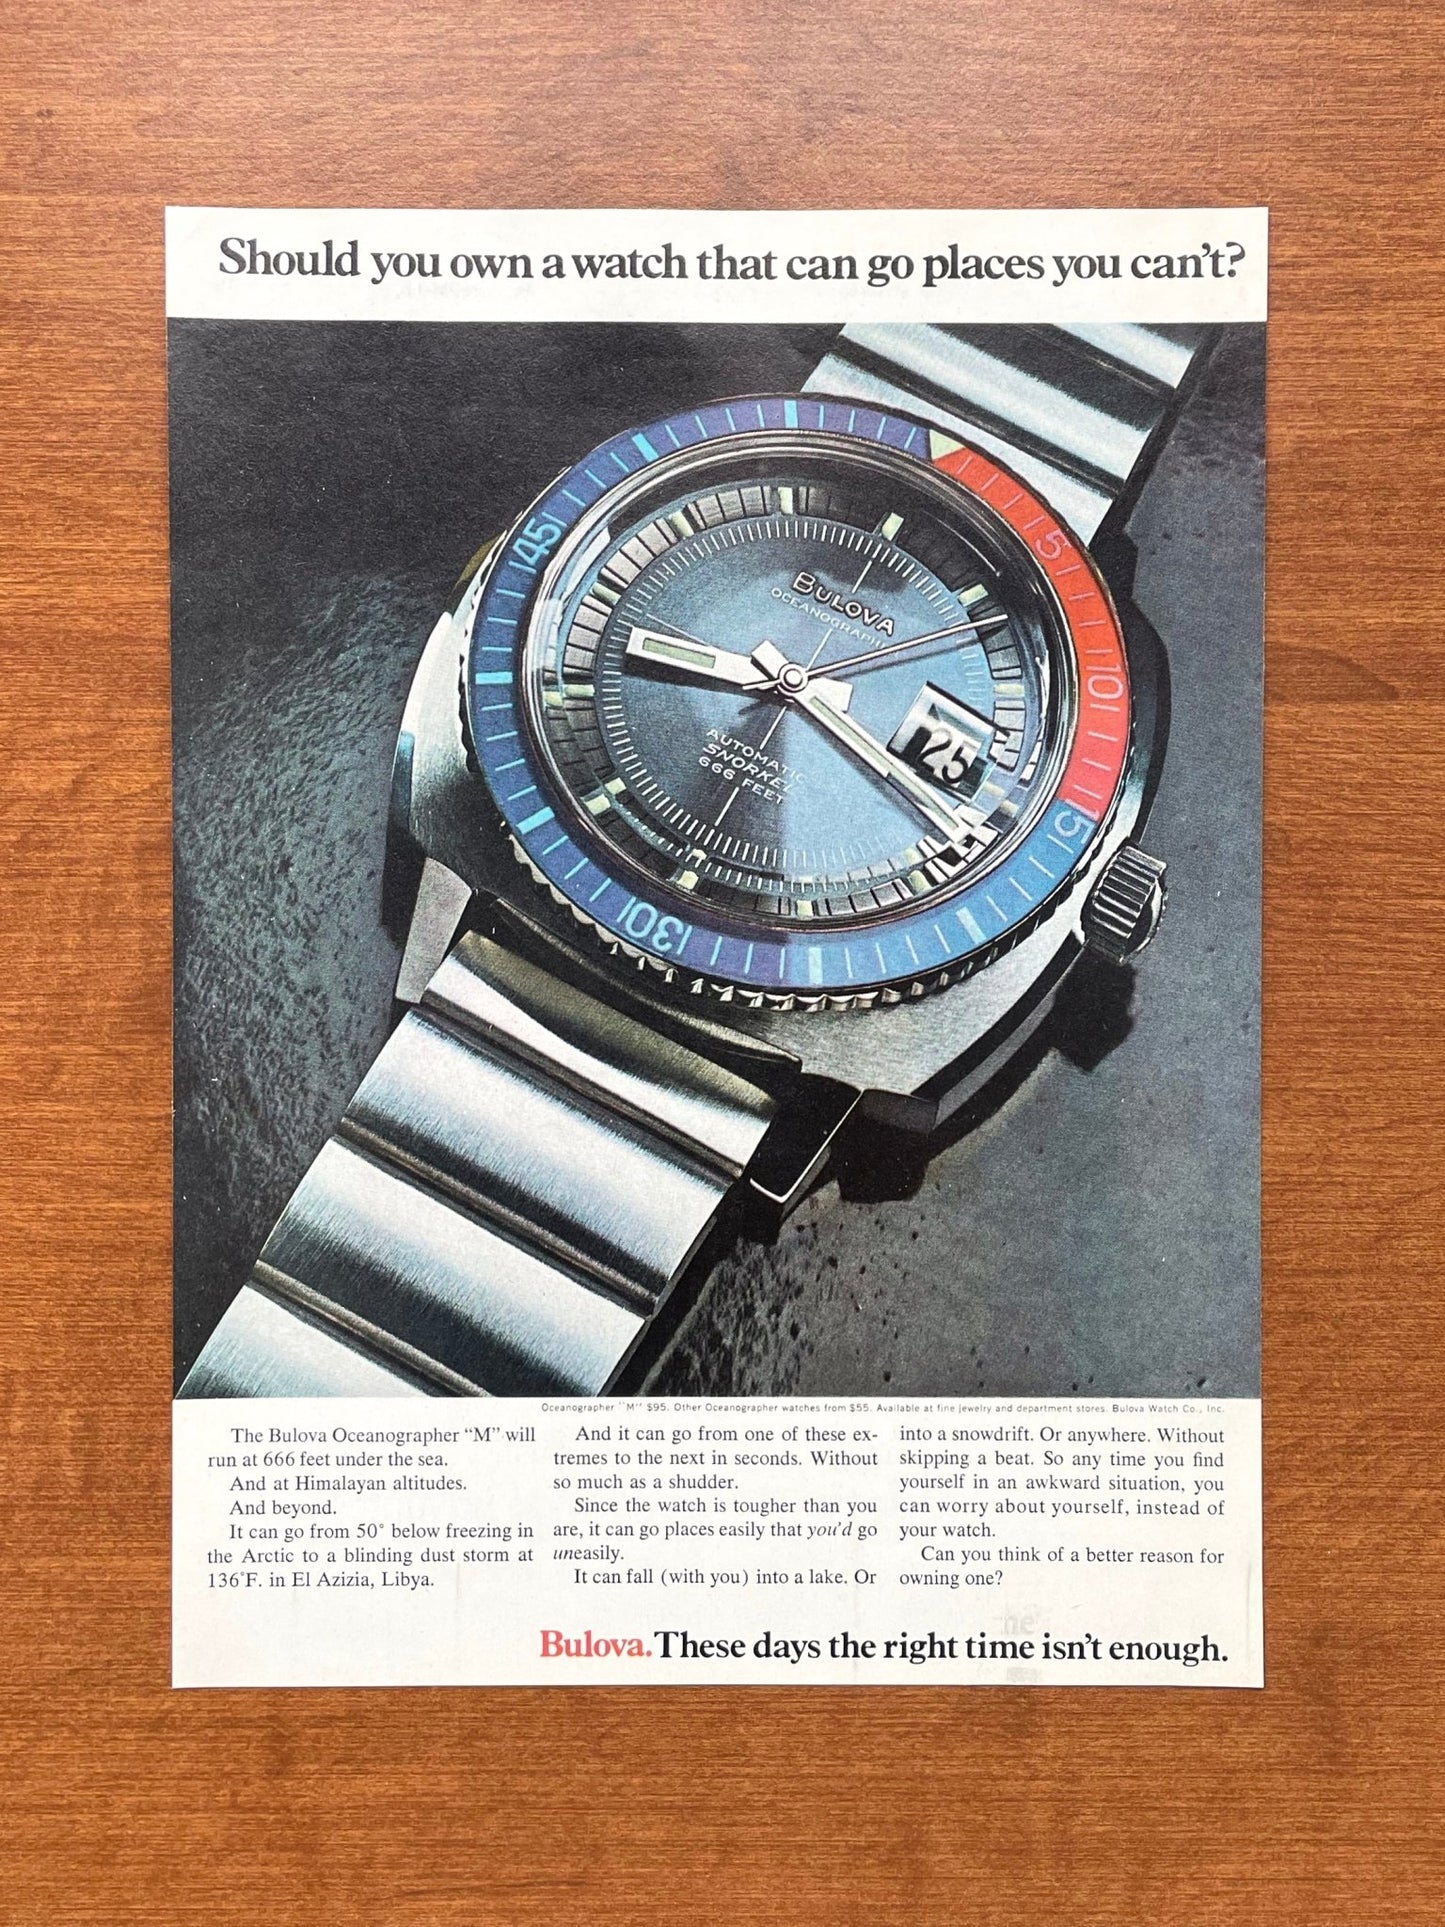 Should you own a watch that can go places you can't?
45
5
10
BULOVA
OCEANOGRAPHER
25
AUTOMATIC
SNORKEL
666 FEET
15
30
Oceanographer "M" $95. Other Oceanographer watches from $55. Available at fine jewelry and department stores. Bulova Watch Co., Inc.
The Bulova Oceanographer “M” will
run at 666 feet under the sea.
And at Himalayan altitudes.
And beyond.
It can go from 50° below freezing in
the Arctic to a blinding dust storm at
136°F. in El Azizia, Libya.
And it can go from one of these ex-
tremes to the next in seconds. Without
so much as a shudder.
Since the watch is tougher than you
are, it can go places easily that you'd go
uneasily.
It can fall (with you) into a lake. Or
into a snowdrift. Or anywhere. Without
skipping a beat. So any time you find
yourself in an awkward situation, you
can worry about yourself, instead of
your watch.
Can you think of a better reason for
owning one?
Bulova. These days the right time isn't enough.